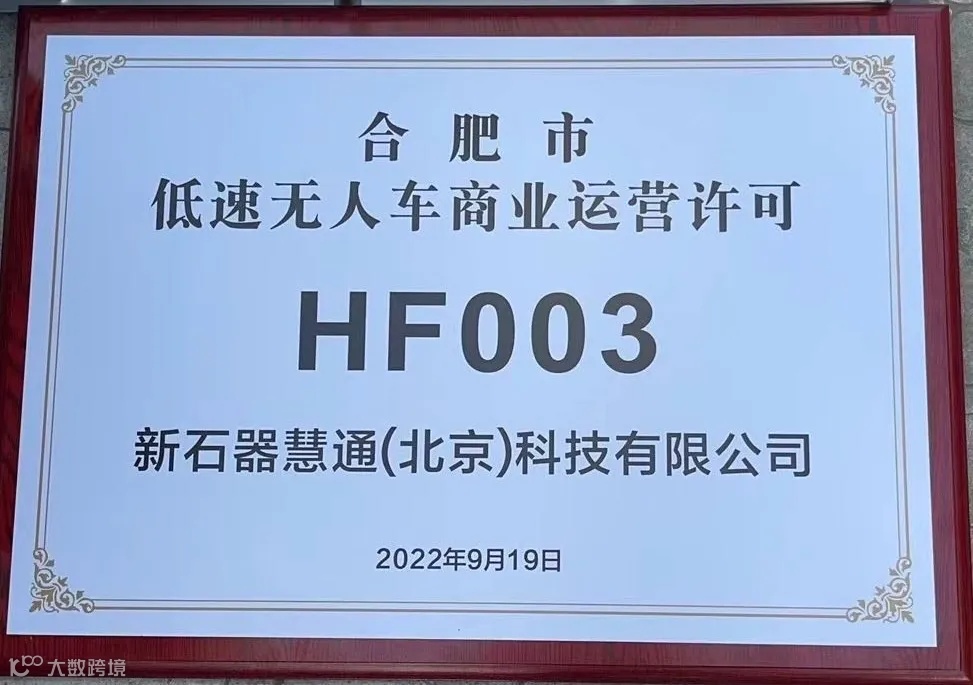 合肥市
低速无人车商业运营许可
HF003
新石器慧通(北京)科技有限公司
2022年9月19日
大数跨境